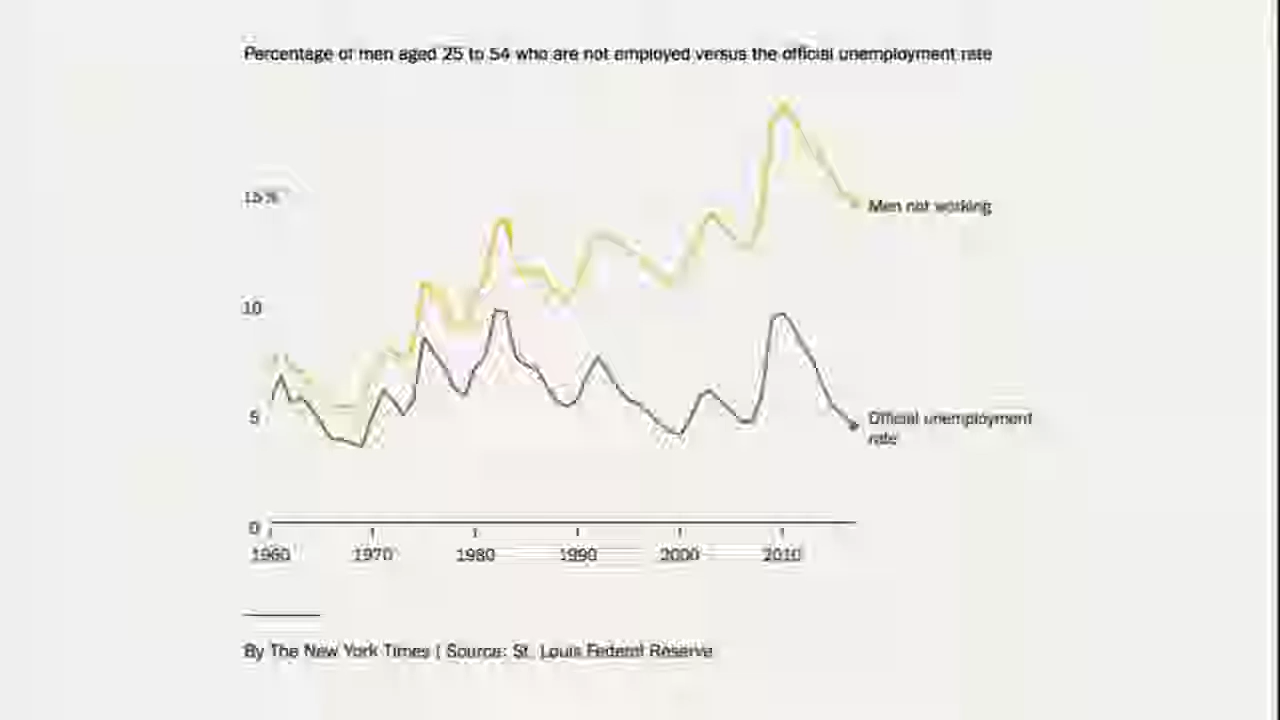 Percentage of men aged 25 to 54 who are not employed versus the official unemployment rate
15%
Men not working
10
5
Official unemployment
rate
0
1960 1970 1980 1990 2000 2010
By The New York Times | Source: St. Louis Federal Reserve